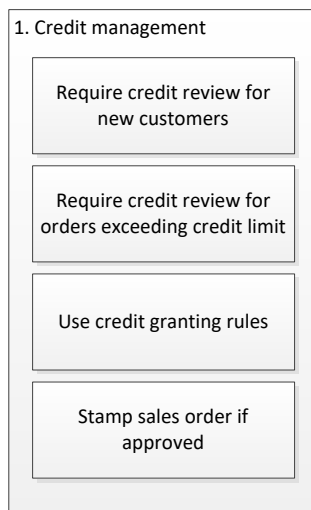 1. Credit management
Require credit review for
new customers
Require credit review for
orders exceeding credit limit
Use credit granting rules
Stamp sales order if
approved